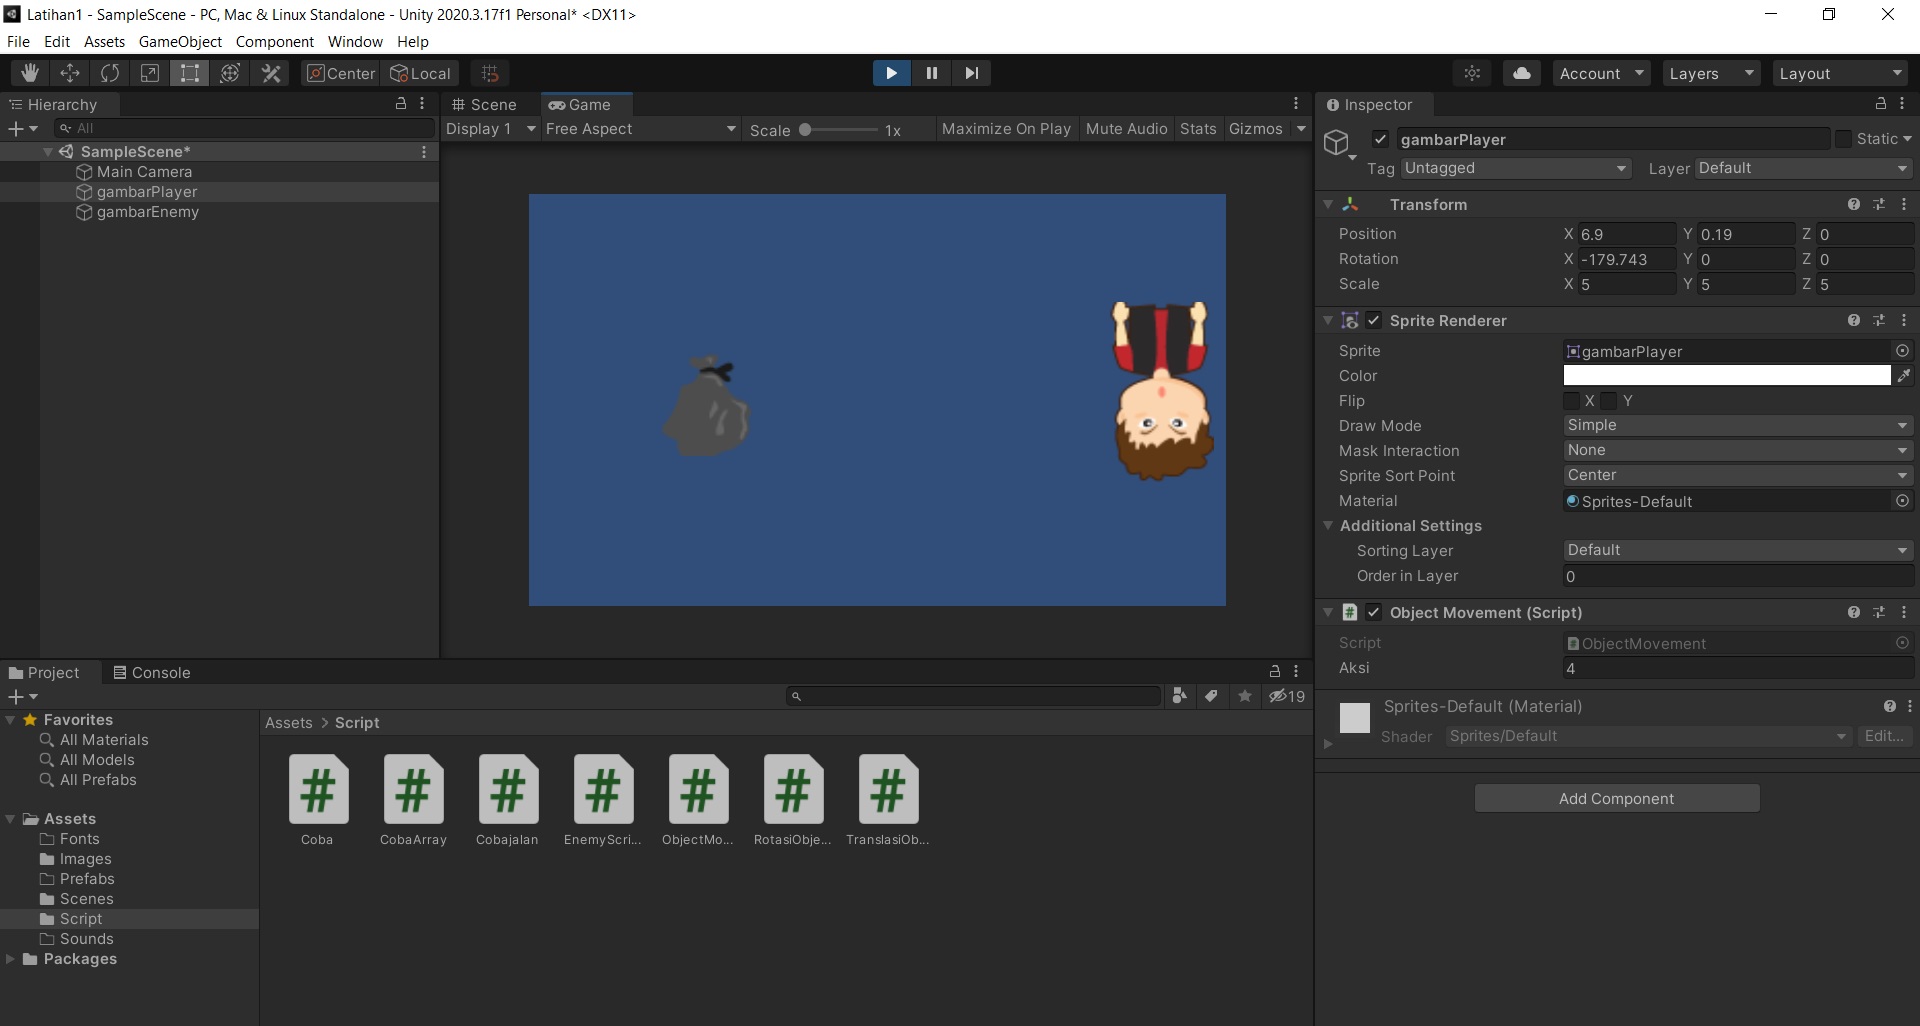 Latihan1 - SampleScene - PC, Mac & Linux Standalone - Unity 2020.3.17f1 Personal* <DX11>
File Edit Assets GameObject Component Window Help
Center Local Account Layers Layout
Hierarchy
All
SampleScene*
Main Camera
gambarPlayer
gambarEnemy
Scene Game
Display 1 Free Aspect Scale 1x Maximize On Play Mute Audio Stats Gizmos
Inspector
gambarPlayer Static
Tag Untagged Layer Default
Transform
Position X 6.9 Y 0.19 Z 0
Rotation X -179.743 Y 0 Z 0
Scale X 5 Y 5 Z 5
Sprite Renderer
Sprite gambarPlayer
Color
Flip X Y
Draw Mode Simple
Mask Interaction None
Sprite Sort Point Center
Material Sprites-Default
Additional Settings
Sorting Layer Default
Order in Layer 0
Object Movement (Script)
Script ObjectMovement
Aksi 4
Sprites-Default (Material)
Shader Sprites/Default Edit...
Add Component
Project Console
19
Favorites
All Materials
All Models
All Prefabs
Assets
Fonts
Images
Prefabs
Scenes
Script
Sounds
Packages
Assets > Script
Coba CobaArray Cobajalan EnemyScri... ObjectMo... RotasiObje... TranslasiOb...